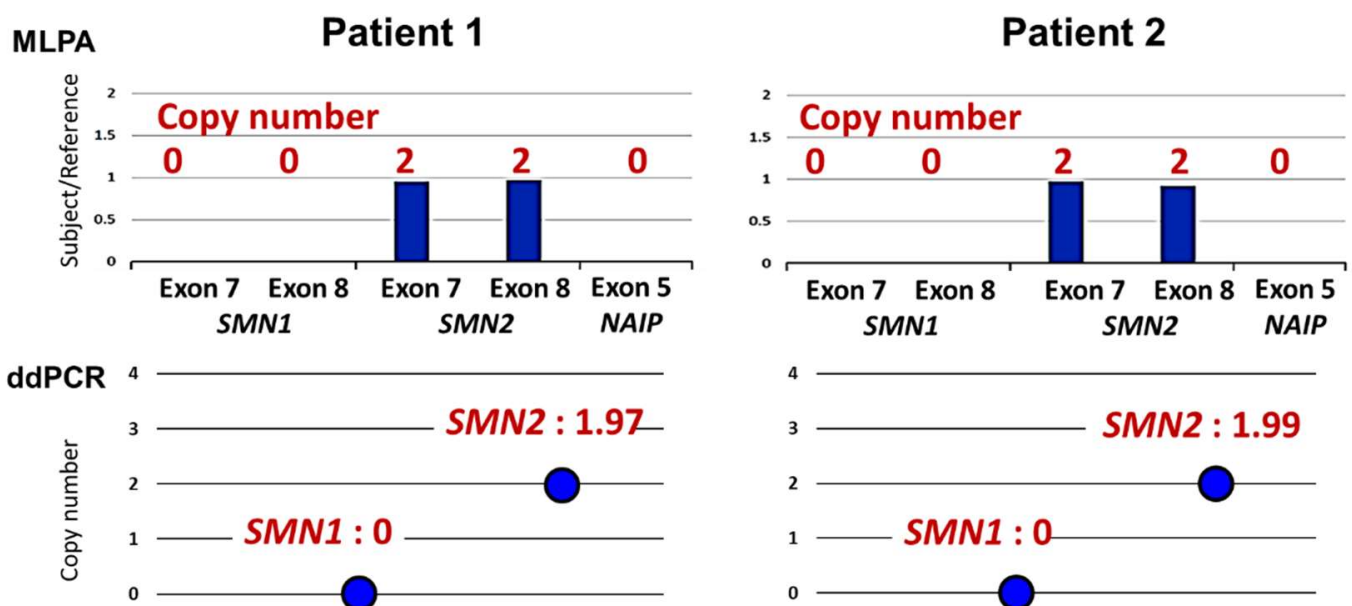 MLPA
Patient 1
Subject/Reference
2
1.5
1
0.5
0
Copy number
0 0 2 2 0
Exon 7 Exon 8 Exon 7 Exon 8 Exon 5
SMN1 SMN2 NAIP
Patient 2
2
1.5
1
0.5
0
Copy number
0 0 2 2 0
Exon 7 Exon 8 Exon 7 Exon 8 Exon 5
SMN1 SMN2 NAIP
ddPCR
Copy number
4
3
2
1
0
SMN2 : 1.97
SMN1 : 0
4
3
2
1
0
SMN2 : 1.99
SMN1 : 0